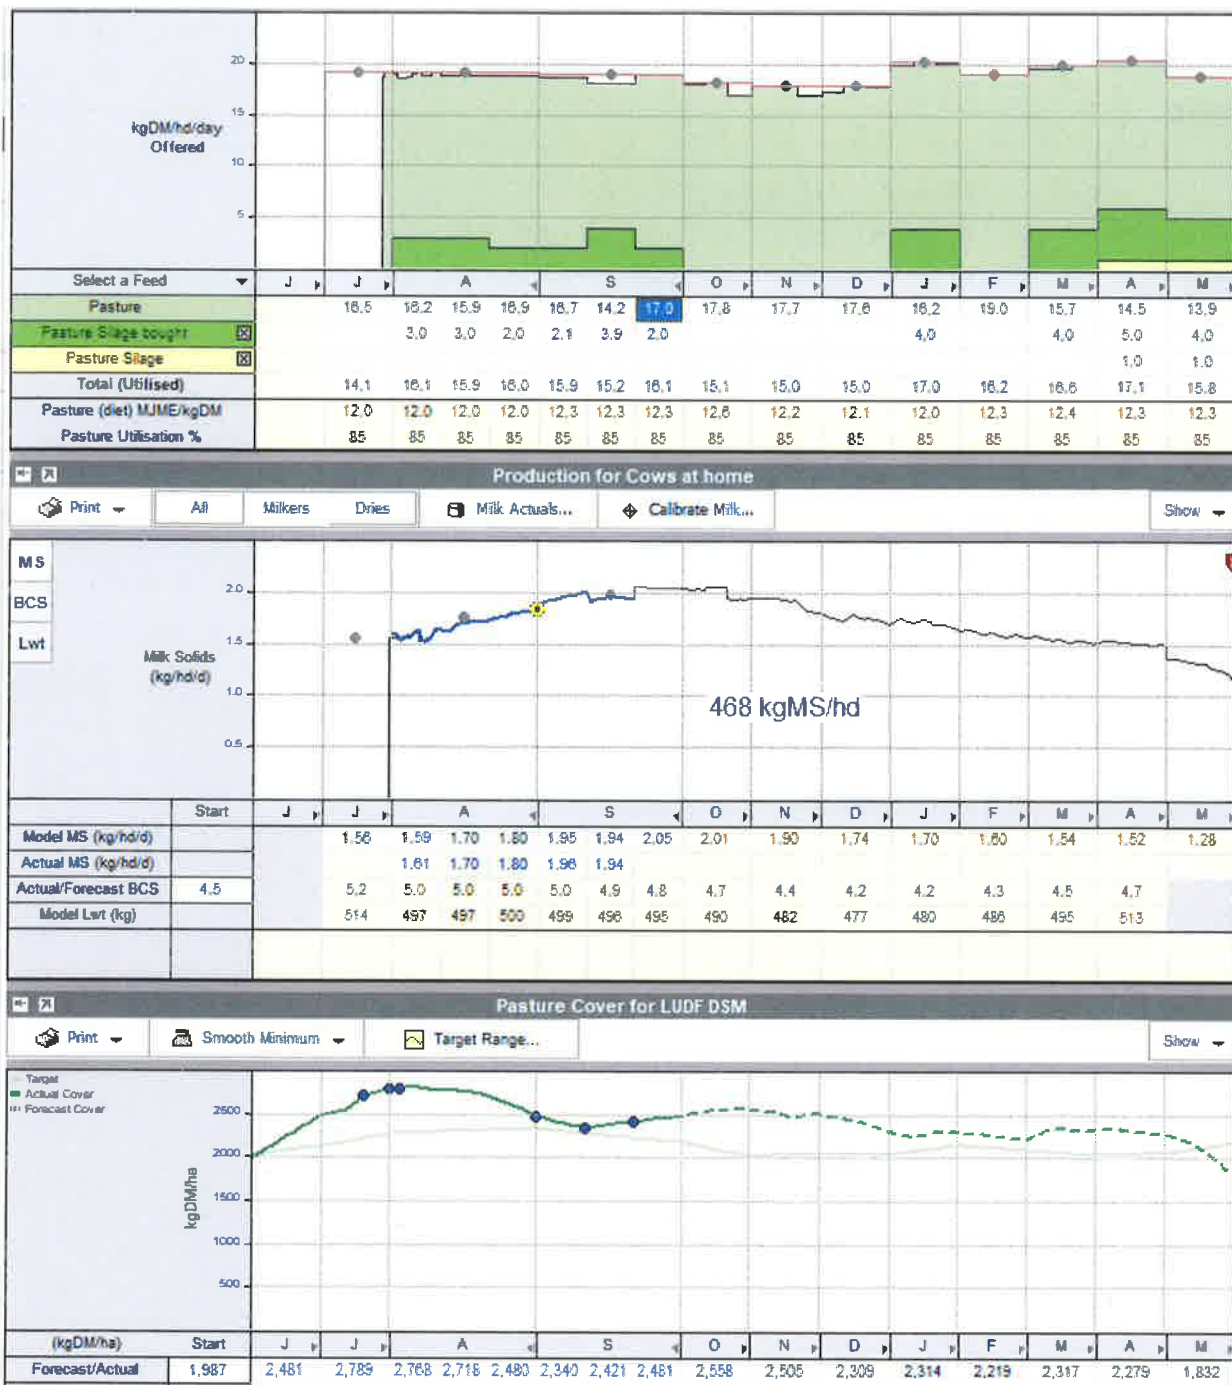 20
15
kgDM/hd/day
Offered
10
5
Select a Feed J J A S O N D J F M A M
Pasture 16.5 16.2 15.9 16.9 16.7 14.2 17.0 17.8 17.7 17.6 16.2 19.0 15.7 14.5 13.9
Pasture Silage bought 3.0 3.0 2.0 2.1 3.9 2.0 4.0 4.0 5.0 4.0
Pasture Silage 1.0 1.0
Total (Utilised) 14.1 16.1 15.9 16.0 15.9 15.2 16.1 15.1 15.0 15.0 17.0 16.2 16.6 17.1 15.8
Pasture (diet) MJME/kgDM 12.0 12.0 12.0 12.0 12.3 12.3 12.3 12.6 12.2 12.1 12.0 12.3 12.4 12.3 12.3
Pasture Utilisation % 85 85 85 85 85 85 85 85 85 85 85 85 85 85 85
Production for Cows at home
Print All Milkers Dries Milk Actuals... Calibrate Milk... Show
MS
BCS
Lwt
2.0
1.5
Milk Solids
(kg/hd/d)
1.0
468 kgMS/hd
0.5
Start J J A S O N D J F M A M
Model MS (kg/hd/d) 1.56 1.59 1.70 1.80 1.95 1.94 2.05 2.01 1.90 1.74 1.70 1.60 1.54 1.52 1.28
Actual MS (kg/hd/d) 1.61 1.70 1.80 1.96 1.94
Actual/Forecast BCS 4.5 5.2 5.0 5.0 5.0 5.0 4.9 4.8 4.7 4.4 4.2 4.2 4.3 4.5 4.7
Model Lwt (kg) 514 497 497 500 499 496 495 490 482 477 480 486 495 513
Pasture Cover for LUDF DSM
Print Smooth Minimum Target Range... Show
Target
Actual Cover
Forecast Cover
2500
2000
1500
1000
500
kgDM/ha
(kgDM/ha) Start J J A S O N D J F M A M
Forecast/Actual 1,987 2,481 2,789 2,768 2,718 2,480 2,340 2,421 2,481 2,558 2,505 2,309 2,314 2,219 2,317 2,279 1,832